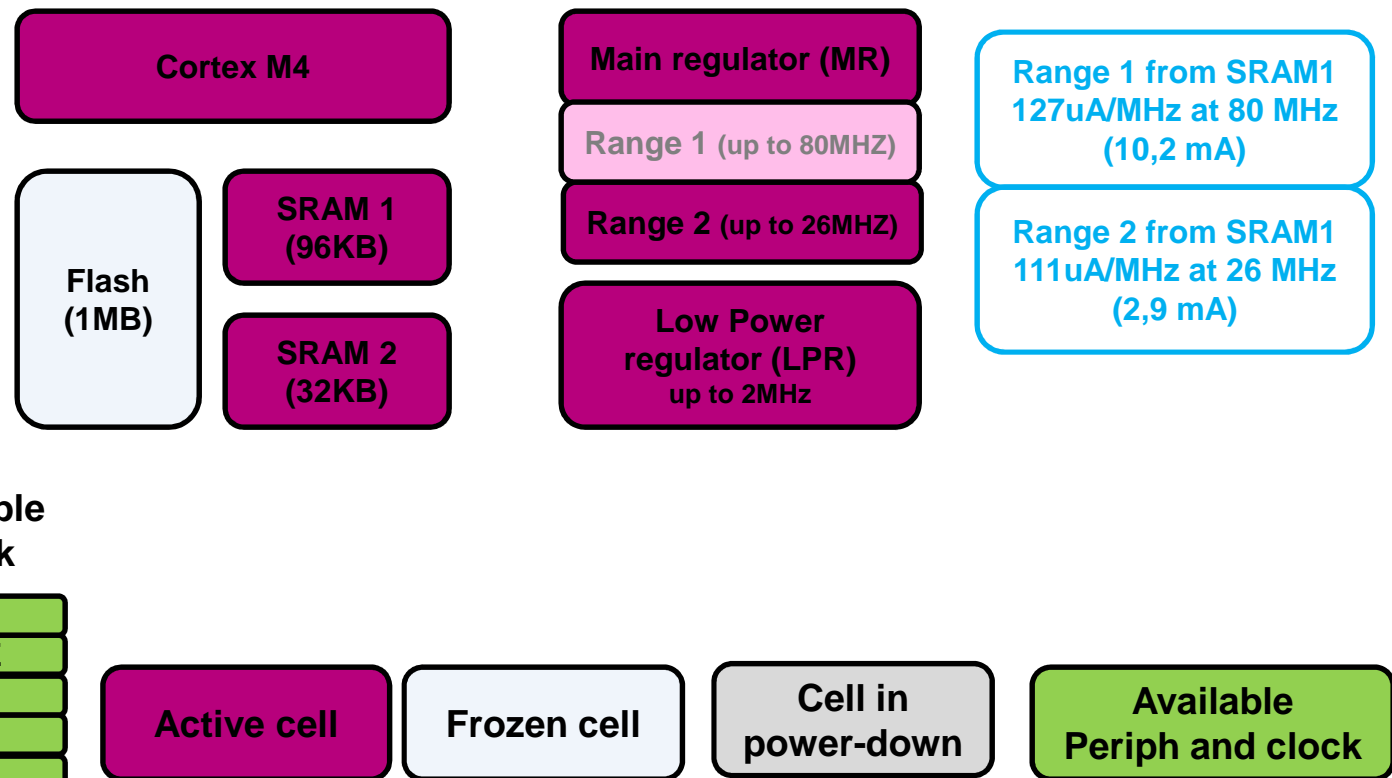 Cortex M4
Flash
(1MB)
SRAM 1
(96KB)
SRAM 2
(32KB)
Main regulator (MR)
Range 1 (up to 80MHZ)
Range 2 (up to 26MHZ)
Low Power
regulator (LPR)
up to 2MHz
Range 1 from SRAM1
127uA/MHz at 80 MHz
(10,2 mA)
Range 2 from SRAM1
111uA/MHz at 26 MHz
(2,9 mA)
Active cell
Frozen cell
Cell in
power-down
Available
Periph and clock